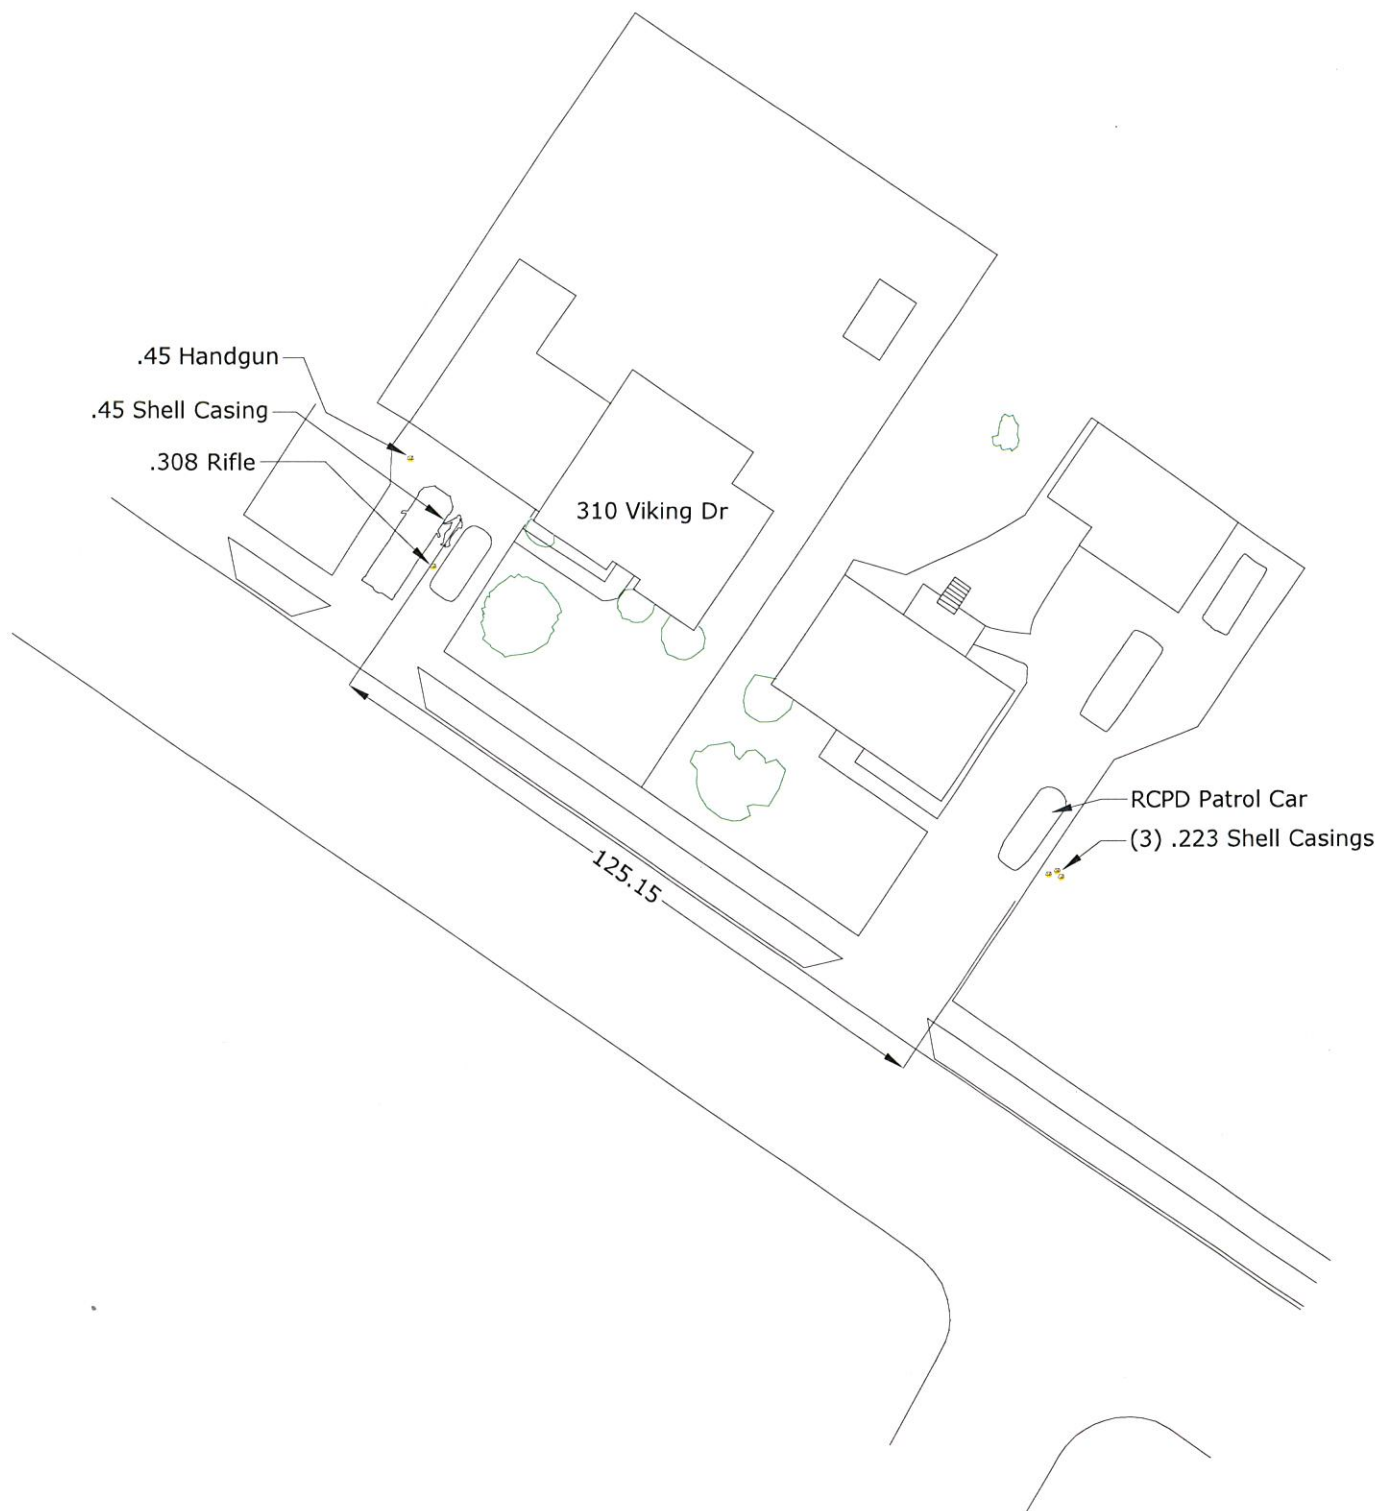 .45 Handgun
.45 Shell Casing
.308 Rifle
310 Viking Dr
RCPD Patrol Car
(3) .223 Shell Casings
125.15